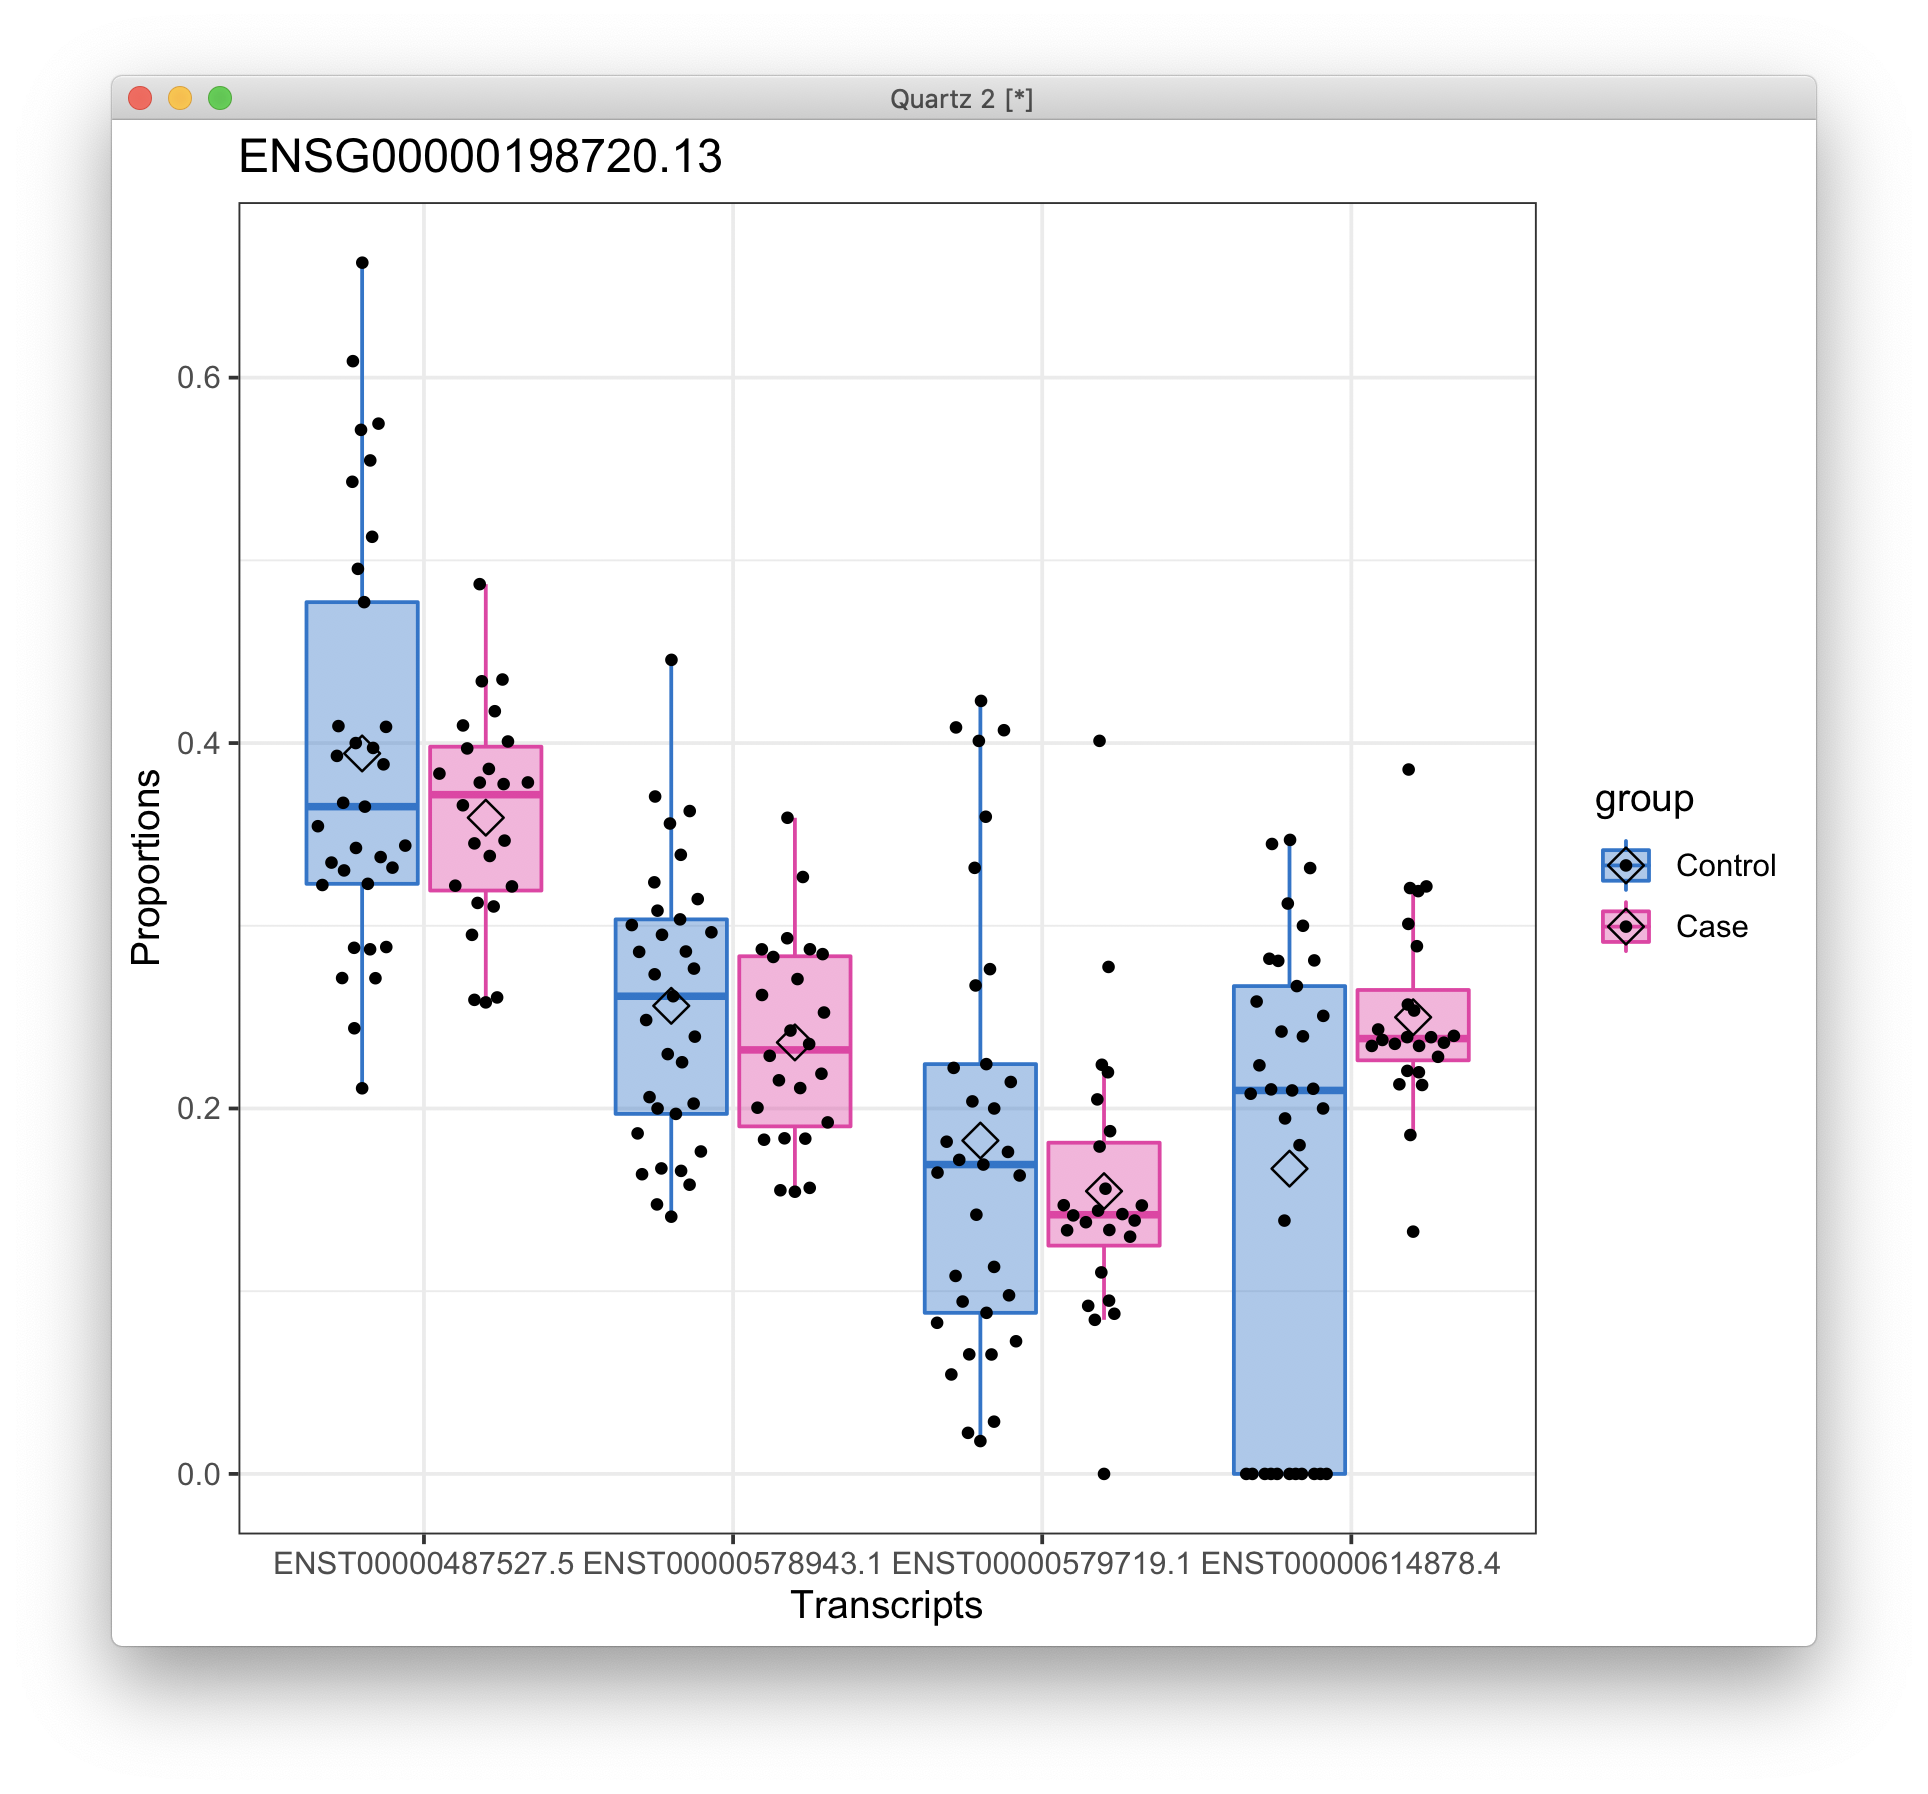 Quartz 2 [*]
ENSG00000198720.13
0.6
0.4
0.2
0.0
Proportions
ENST00000487527.5 ENST00000578943.1 ENST00000579719.1 ENST00000614878.4
Transcripts
group
Control
Case